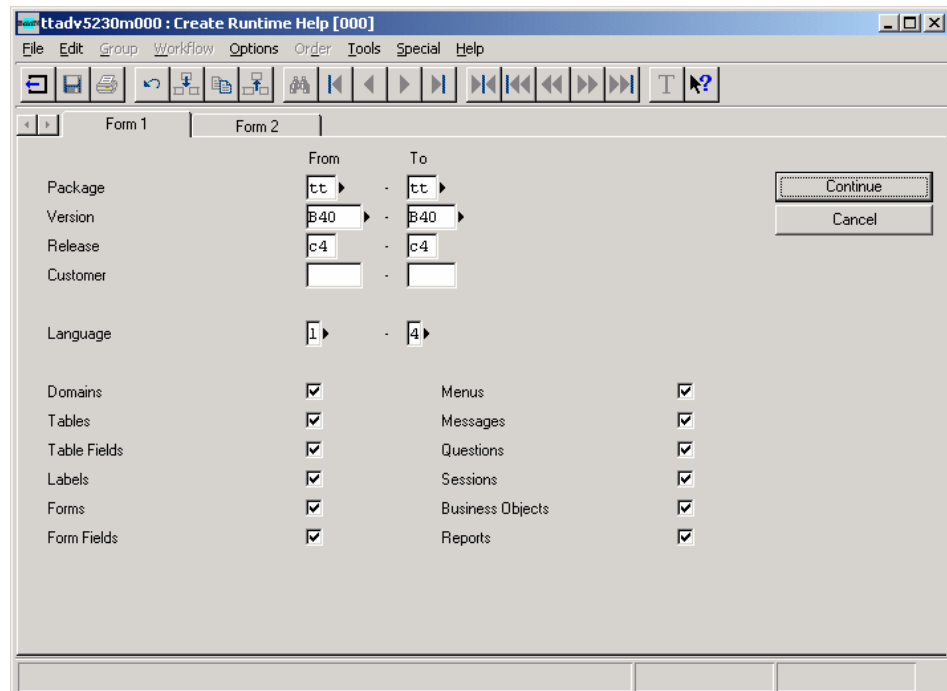 ttadv5230m000 : Create Runtime Help [000]
File Edit Group Workflow Options Order Tools Special Help
T ?
Form 1 Form 2
From To
Package tt - tt
Continue
Version B40 - B40
Cancel
Release c4 - c4
Customer -
Language 1 - 4
Domains Menus
Tables Messages
Table Fields Questions
Labels Sessions
Forms Business Objects
Form Fields Reports